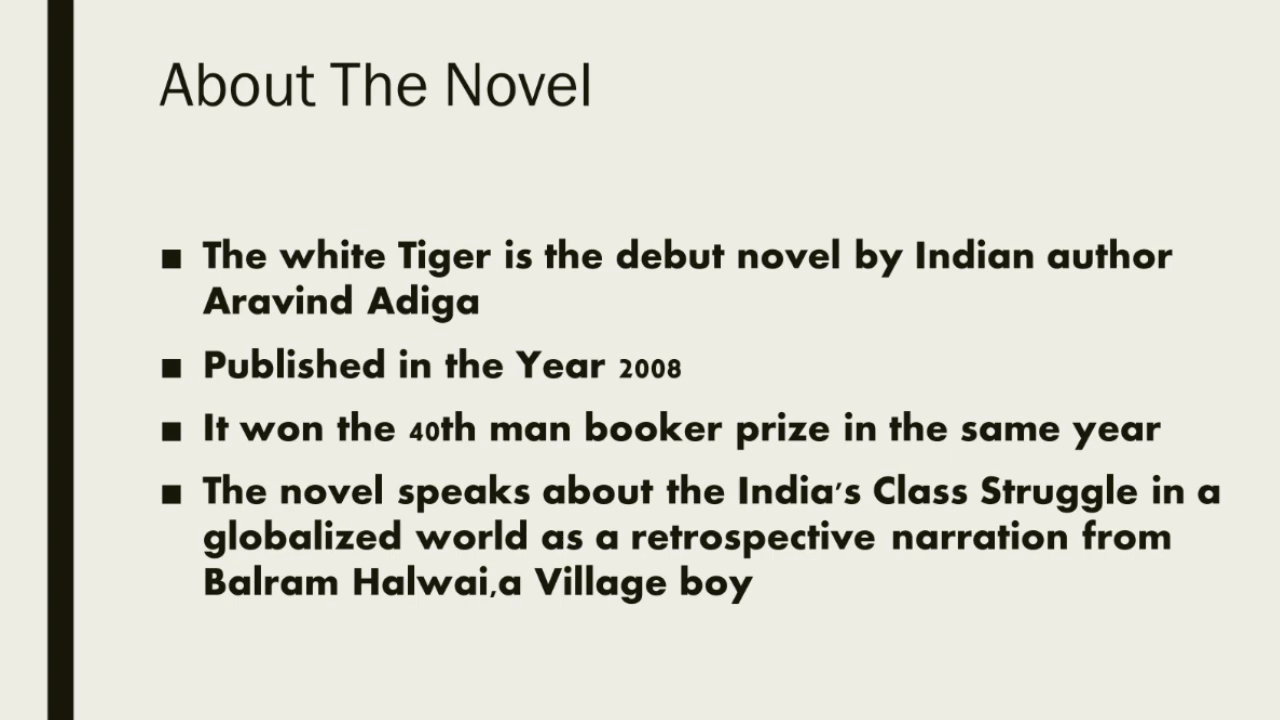 About The Novel
■ The white Tiger is the debut novel by Indian author
Aravind Adiga
■ Published in the Year 2008
■ It won the 40th man booker prize in the same year
■ The novel speaks about the India's Class Struggle in a
globalized world as a retrospective narration from
Balram Halwai,a Village boy